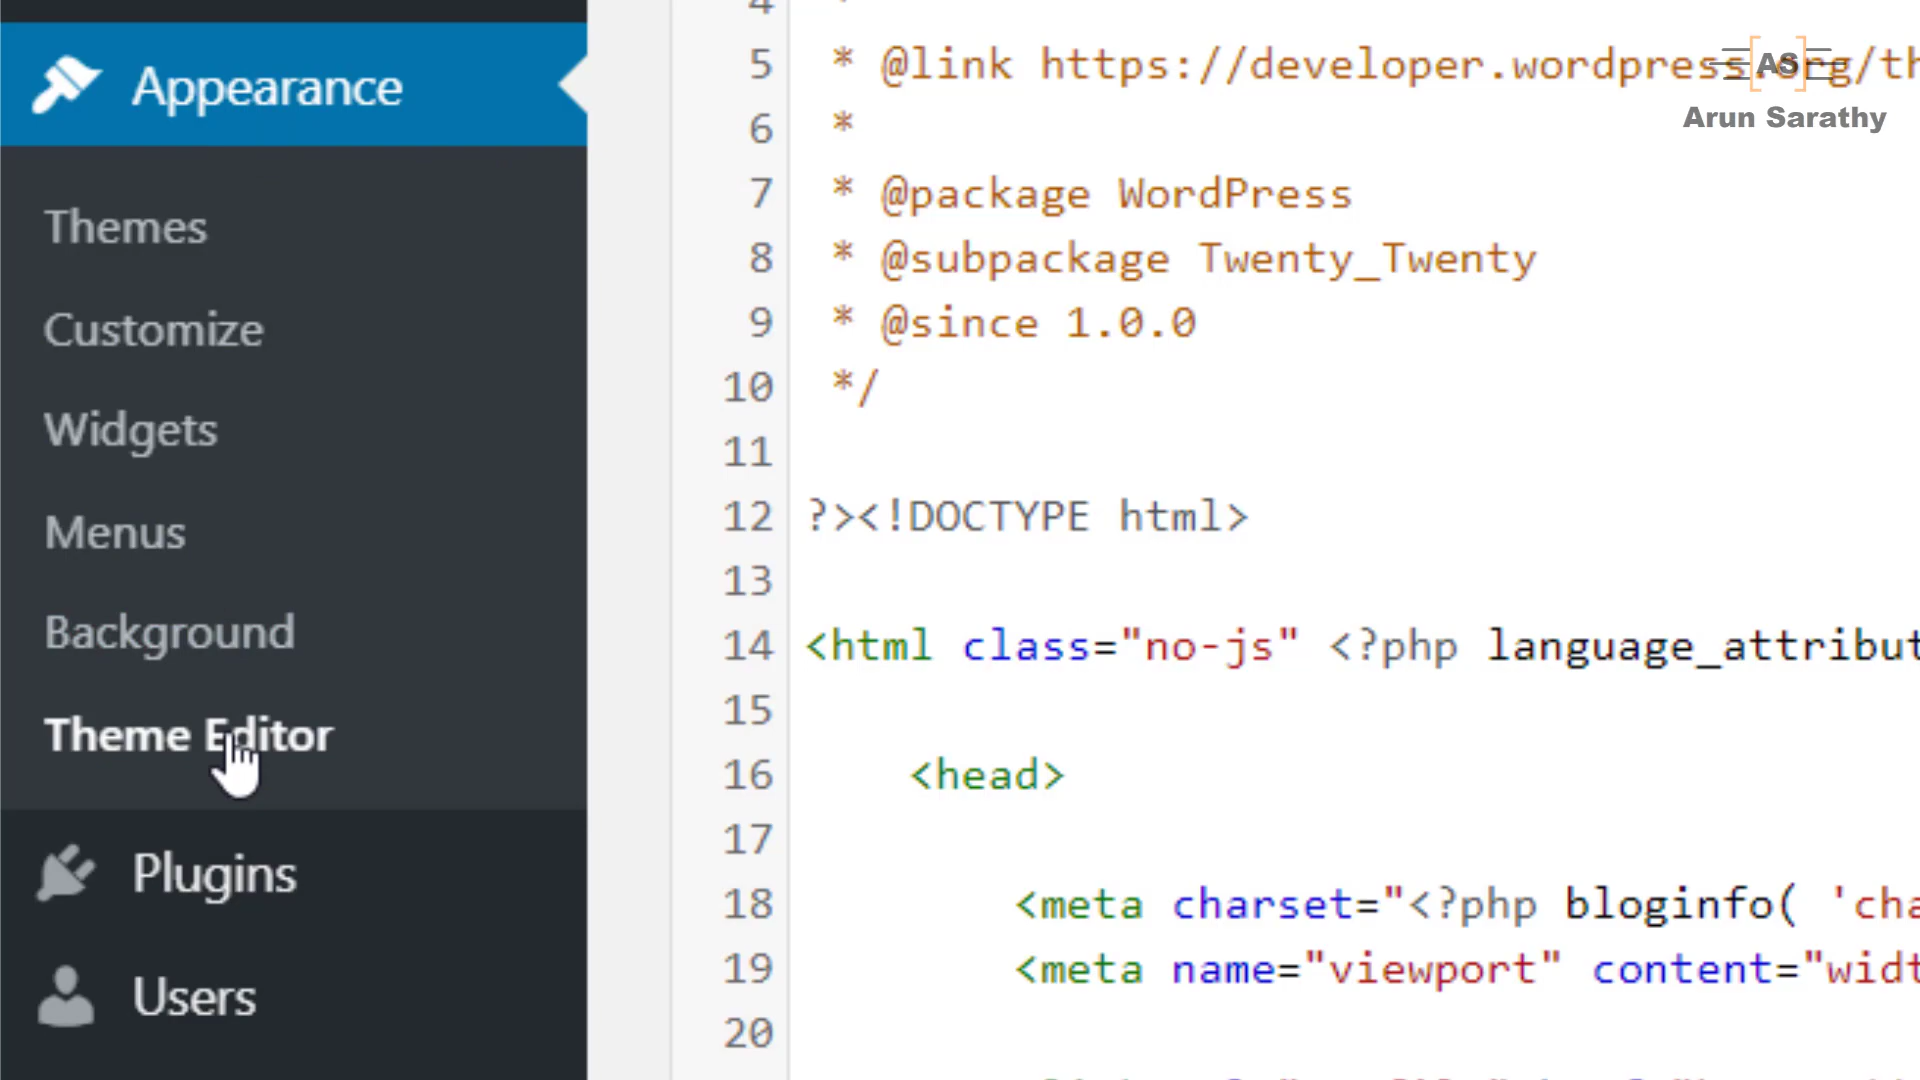 Appearance
Themes
Customize
Widgets
Menus
Background
Theme Editor
Plugins
Users
4
5 * @link https://developer.wordpress.org/th
6 *
7 * @package WordPress
8 * @subpackage Twenty_Twenty
9 * @since 1.0.0
10 */
11
12 ?><!DOCTYPE html>
13
14 <html class="no-js" <?php language_attribut
15
16 <head>
17
18 <meta charset="<?php bloginfo( 'cha
19 <meta name="viewport" content="widt
20
AS
Arun Sarathy